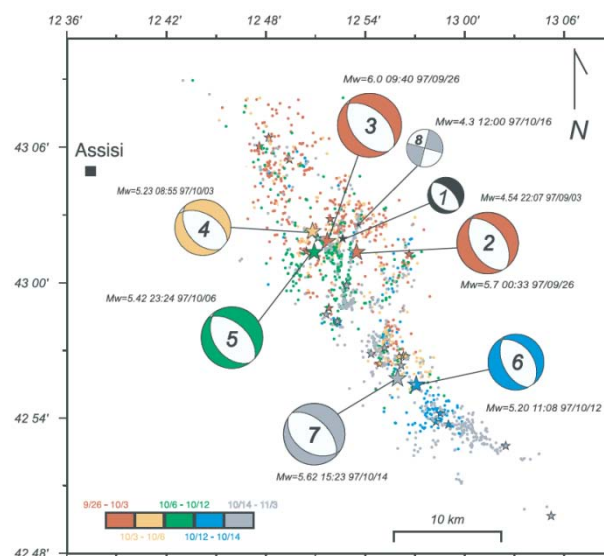 12 36' 12 42' 12 48' 12 54' 13 00' 13 06'
Mw=6.0 09:40 97/09/26
3
Mw=4.3 12:00 97/10/16
8
N
43 06'
Assisi
1
Mw=5.23 08:55 97/10/03
Mw=4.54 22:07 97/09/03
4
2
43 00'
Mw=5.7 00:33 97/09/26
Mw=5.42 23:24 97/10/06
5
6
42 54'
Mw=5.20 11:08 97/10/12
7
Mw=5.62 15:23 97/10/14
9/26 - 10/3 10/6 - 10/12 10/14 - 11/3
10/3 - 10/6 10/12 - 10/14
10 km
42 48'